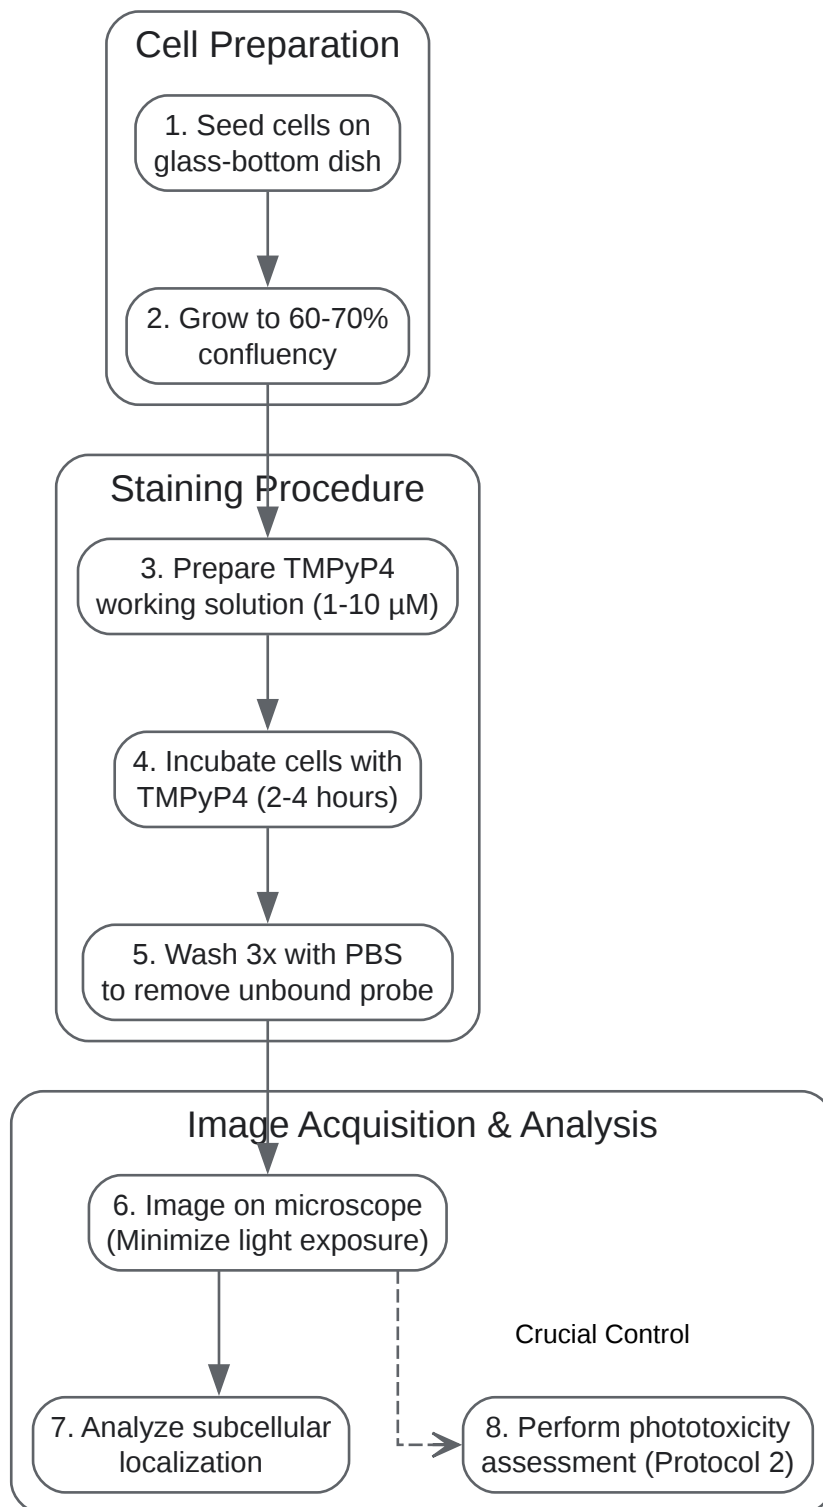 Cell Preparation
1. Seed cells on
glass-bottom dish
2. Grow to 60-70%
confluency
Staining Procedure
3. Prepare TMPyP4
working solution (1-10 µM)
4. Incubate cells with
TMPyP4 (2-4 hours)
5. Wash 3x with PBS
to remove unbound probe
Image Acquisition & Analysis
6. Image on microscope
(Minimize light exposure)
Crucial Control
7. Analyze subcellular
localization
8. Perform phototoxicity
assessment (Protocol 2)